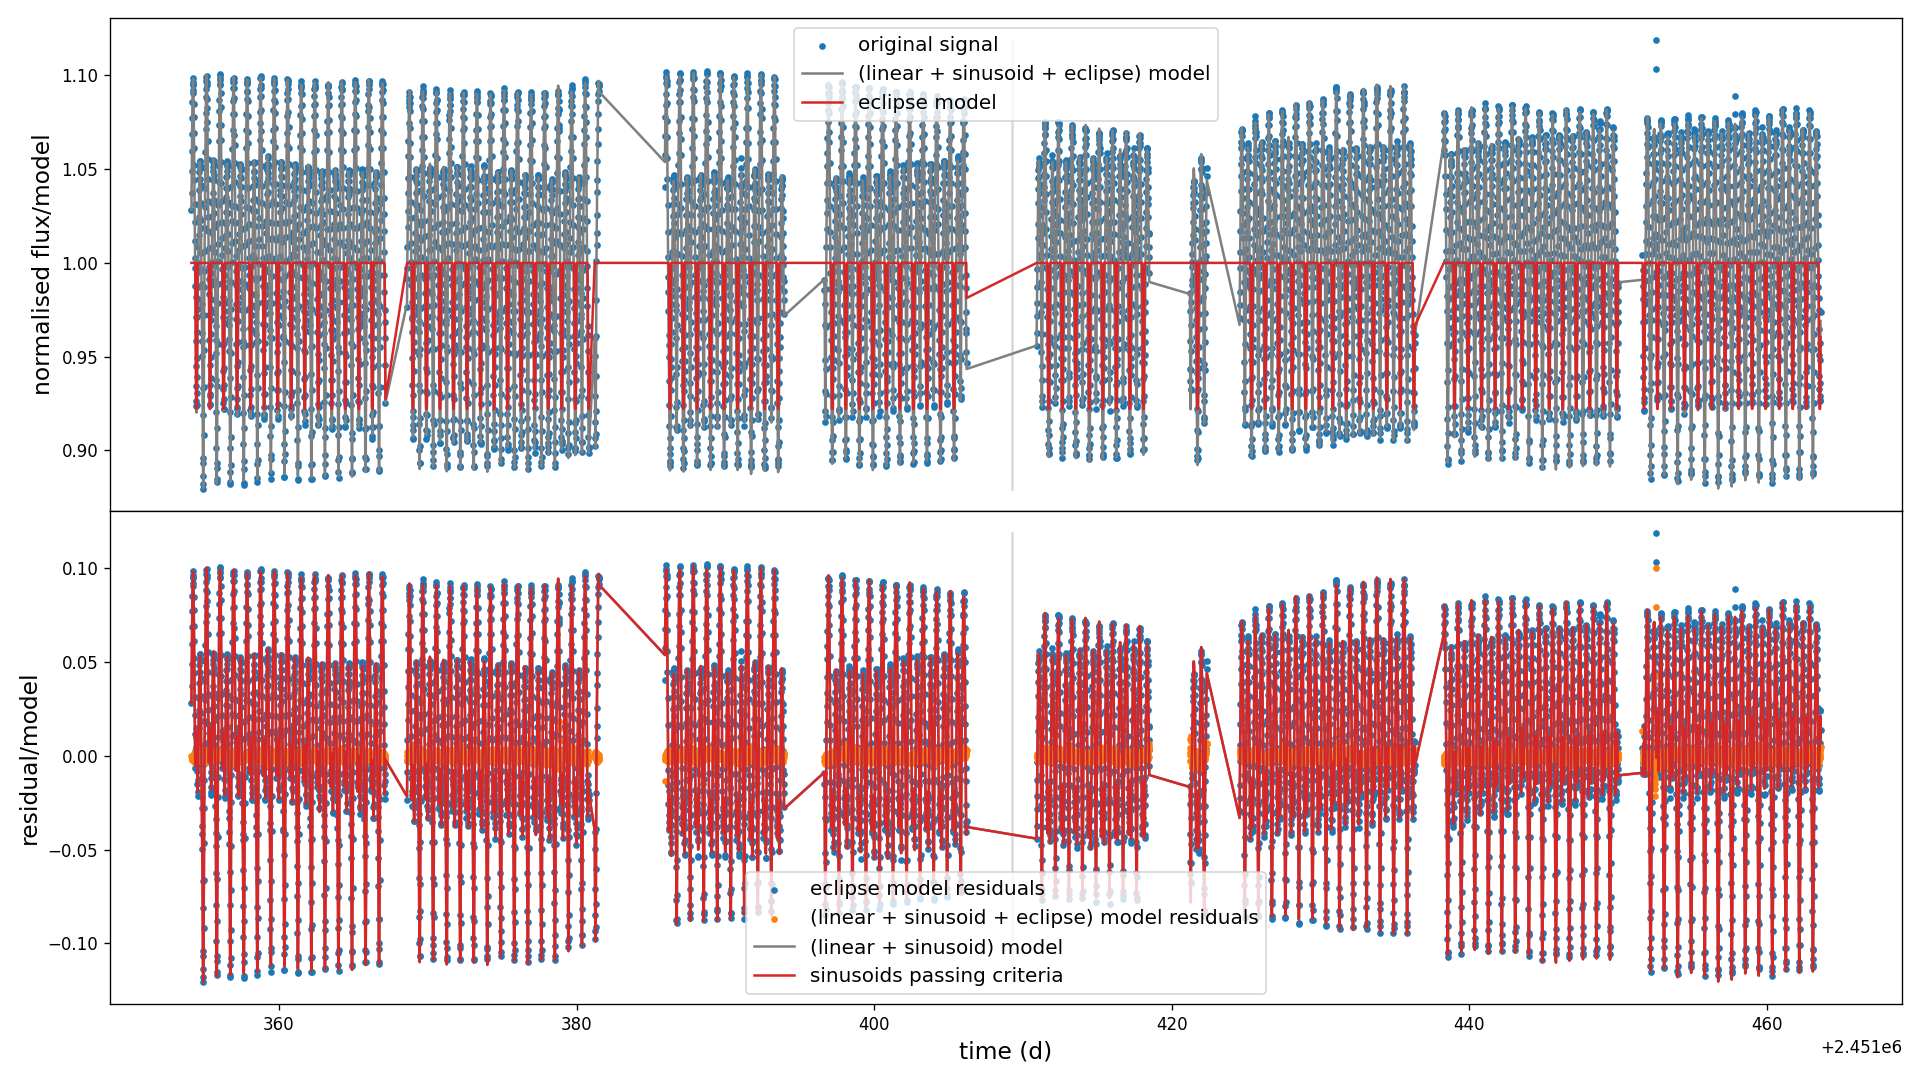 original signal
(linear + sinusoid + eclipse) model
eclipse model
normalised flux/model
1.10
1.05
1.00
0.95
0.90
eclipse model residuals
(linear + sinusoid + eclipse) model residuals
(linear + sinusoid) model
sinusoids passing criteria
residual/model
0.10
0.05
0.00
−0.05
−0.10
360
380
400
420
440
460
+2.451e6
time (d)